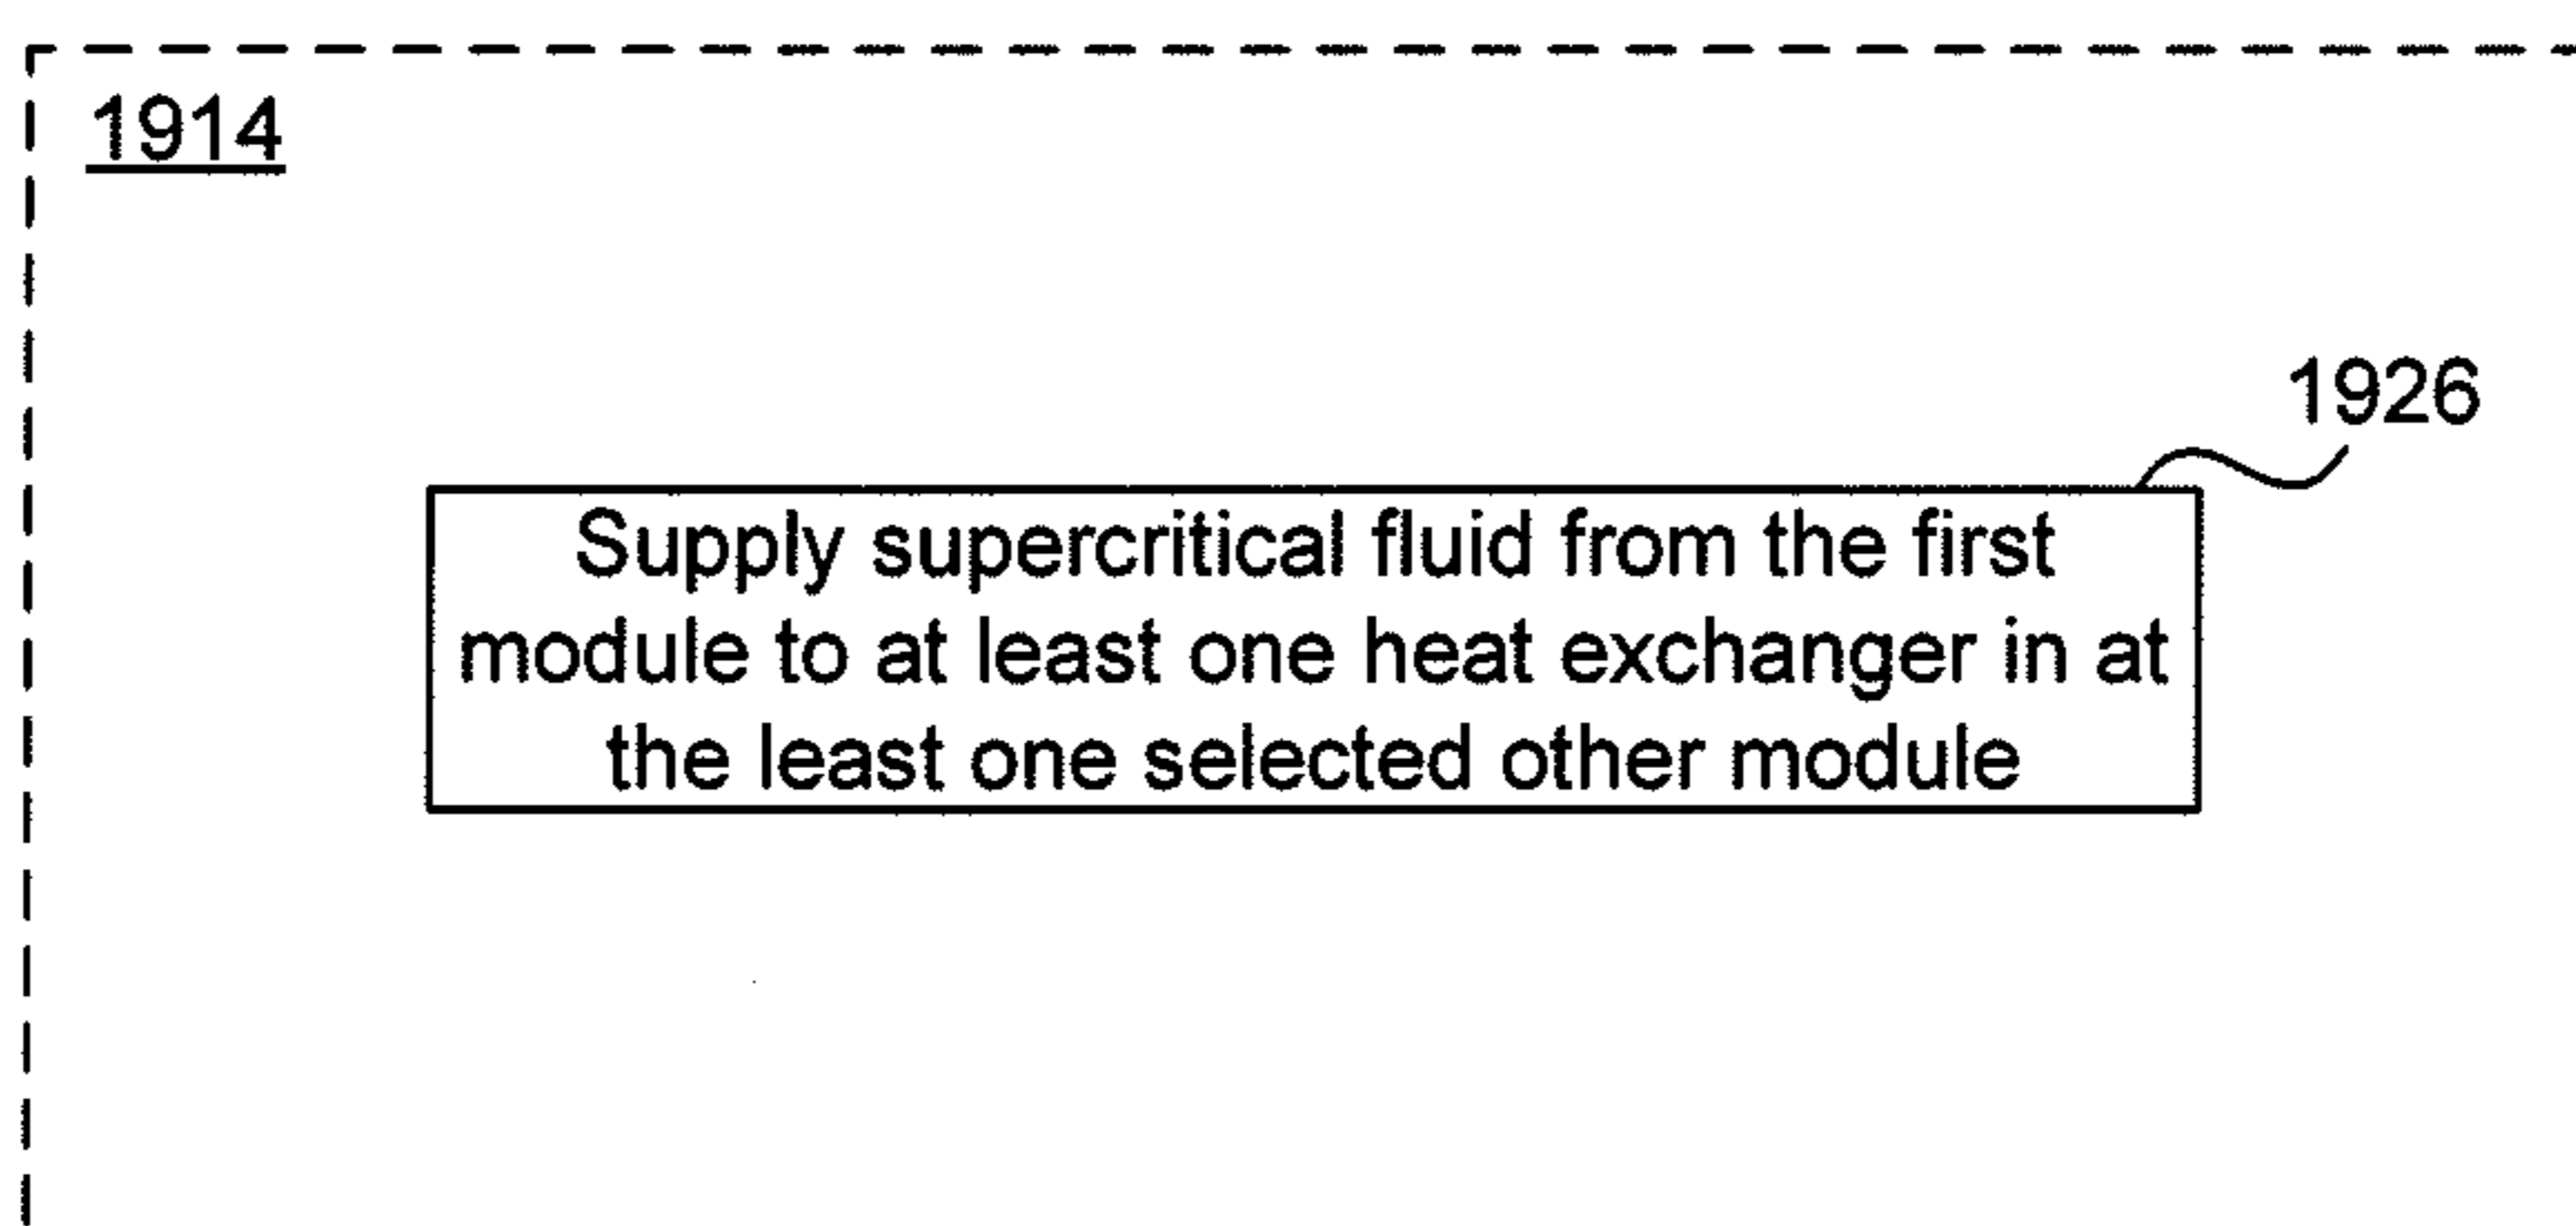 1914
1926
Supply supercritical fluid from the first
module to at least one heat exchanger in at
the least one selected other module